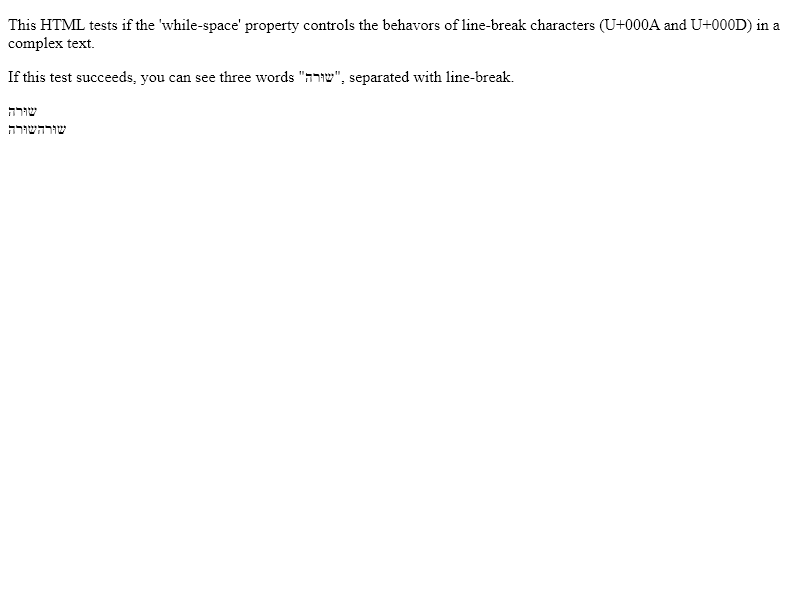 This HTML tests if the 'while-space' property controls the behavors of line-break characters (U+000A and U+000D) in a
complex text.
If this test succeeds, you can see three words "שורה", separated with line-break.
שורה
שורהשורה